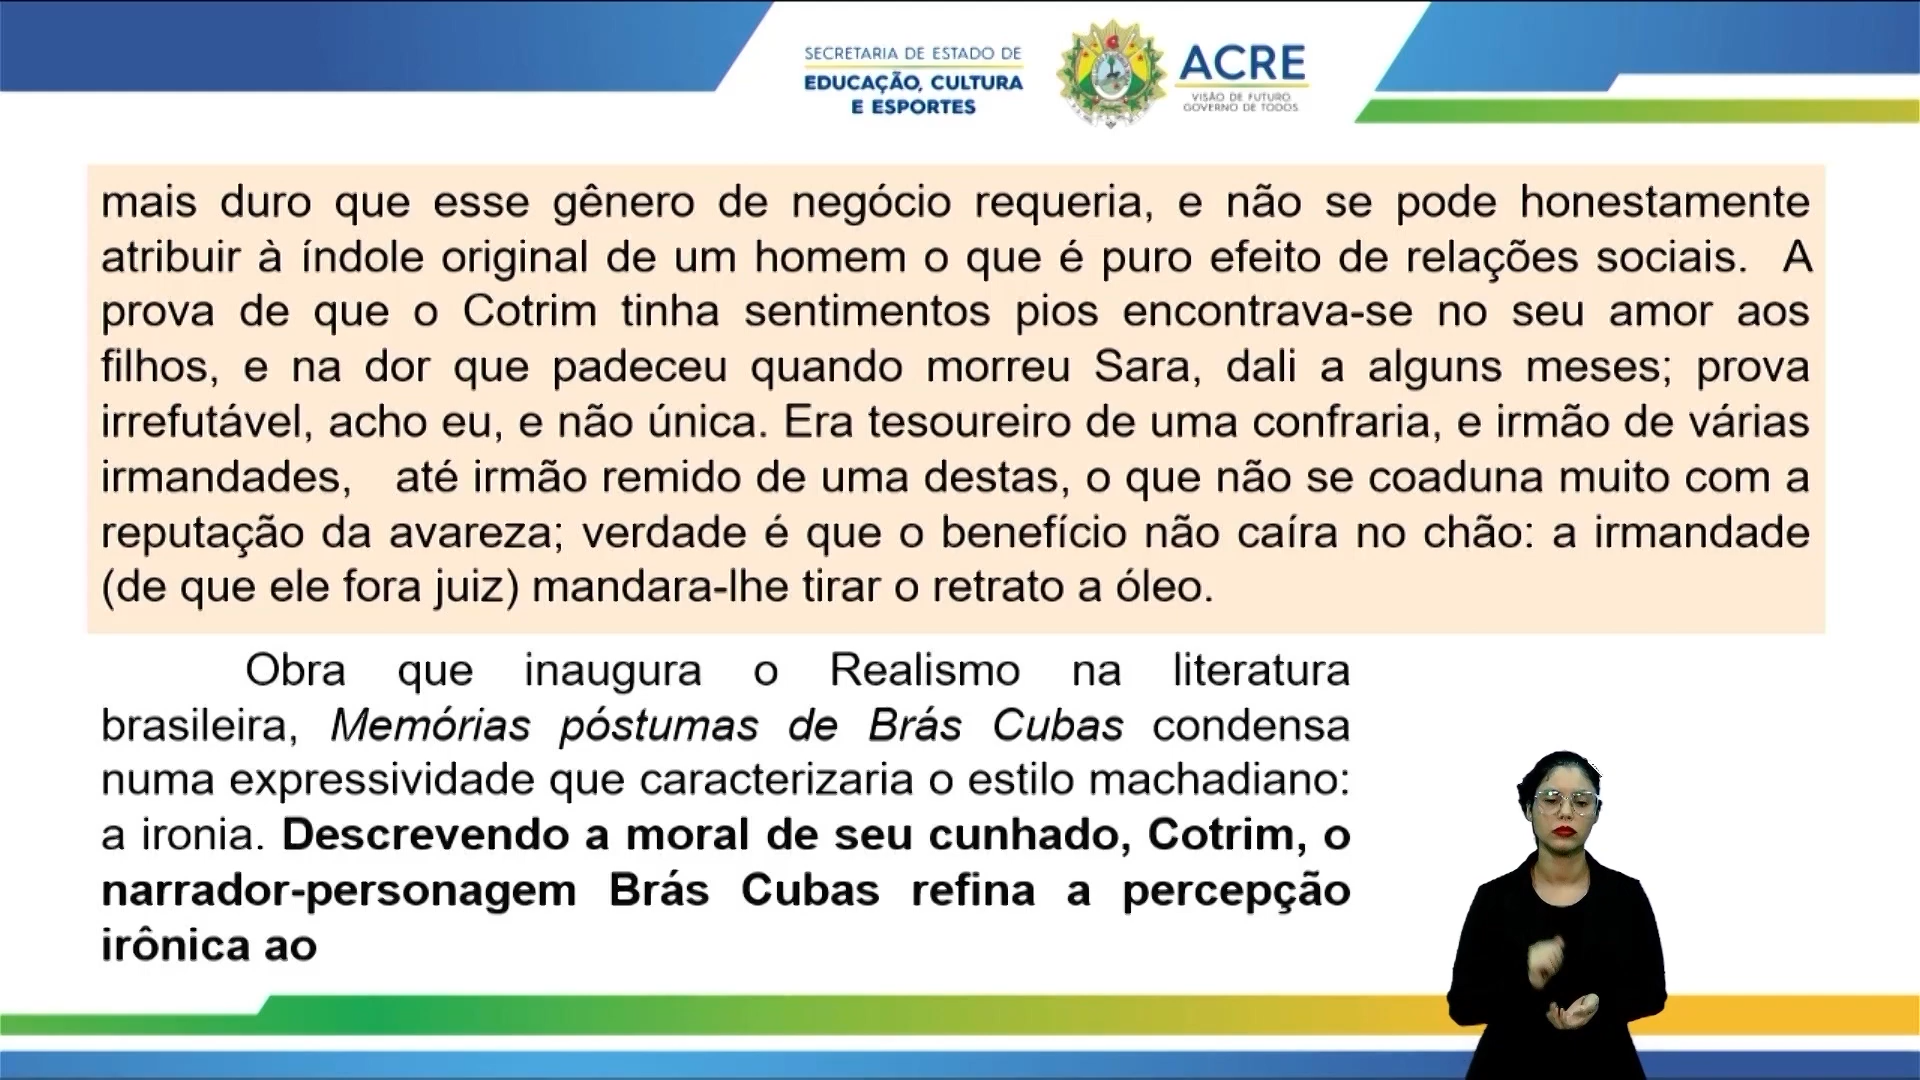 SECRETARIA DE ESTADO DE
EDUCAÇÃO, CULTURA
E ESPORTES
ACRE
VISÃO DE FUTURO
GOVERNO DE TODOS
mais duro que esse gênero de negócio requeria, e não se pode honestamente
atribuir à índole original de um homem o que é puro efeito de relações sociais. A
prova de que o Cotrim tinha sentimentos pios encontrava-se no seu amor aos
filhos, e na dor que padeceu quando morreu Sara, dali a alguns meses; prova
irrefutável, acho eu, e não única. Era tesoureiro de uma confraria, e irmão de várias
irmandades, até irmão remido de uma destas, o que não se coaduna muito com a
reputação da avareza; verdade é que o benefício não caíra no chão: a irmandade
(de que ele fora juiz) mandara-lhe tirar o retrato a óleo.
Obra que inaugura o Realismo na literatura
brasileira, Memórias póstumas de Brás Cubas condensa
numa expressividade que caracterizaria o estilo machadiano:
a ironia. Descrevendo a moral de seu cunhado, Cotrim, o
narrador-personagem Brás Cubas refina a percepção
irônica ao